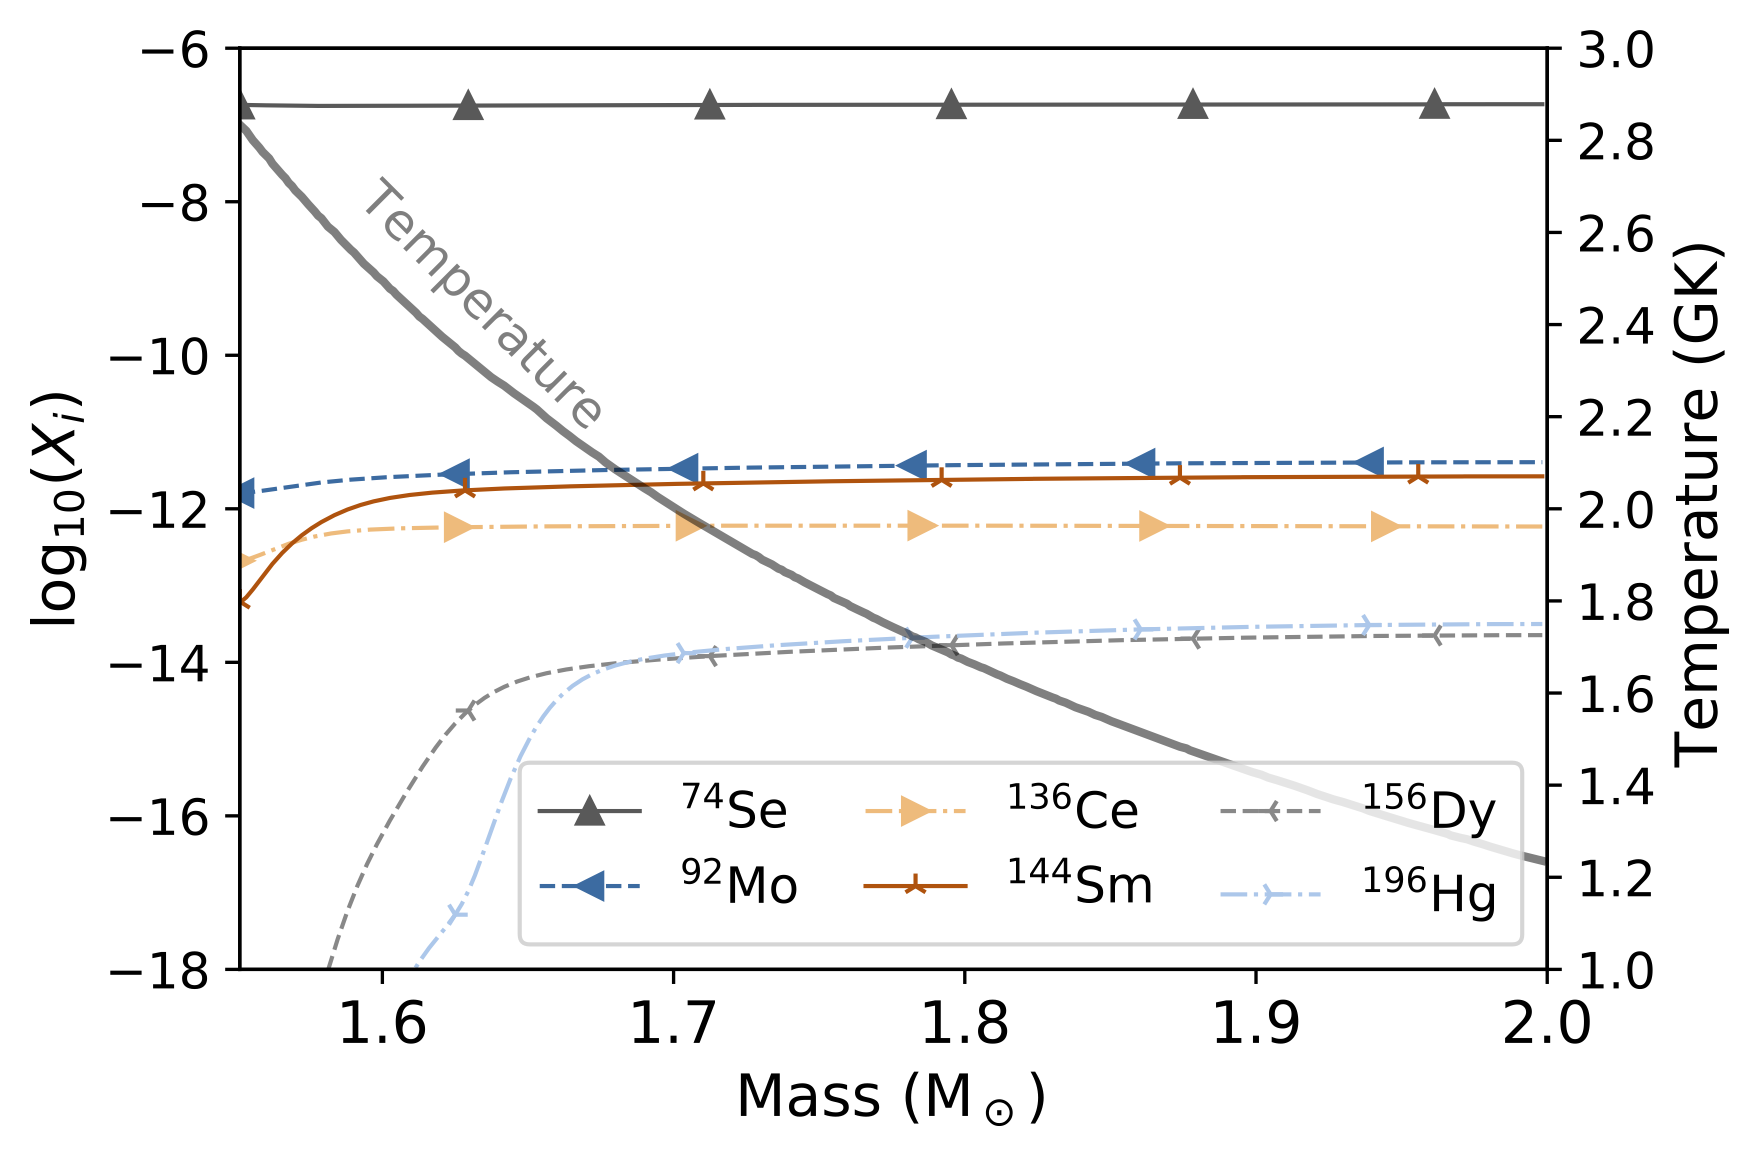 −6
−8
−10
−12
−14
−16
−18
log₁₀(Xᵢ)
3.0
2.8
2.6
2.4
2.2
2.0
1.8
1.6
1.4
1.2
1.0
Temperature (GK)
Temperature
⁷⁴Se
⁹²Mo
¹³⁶Ce
¹⁴⁴Sm
¹⁵⁶Dy
¹⁹⁶Hg
1.6 1.7 1.8 1.9 2.0
Mass (M⊙)